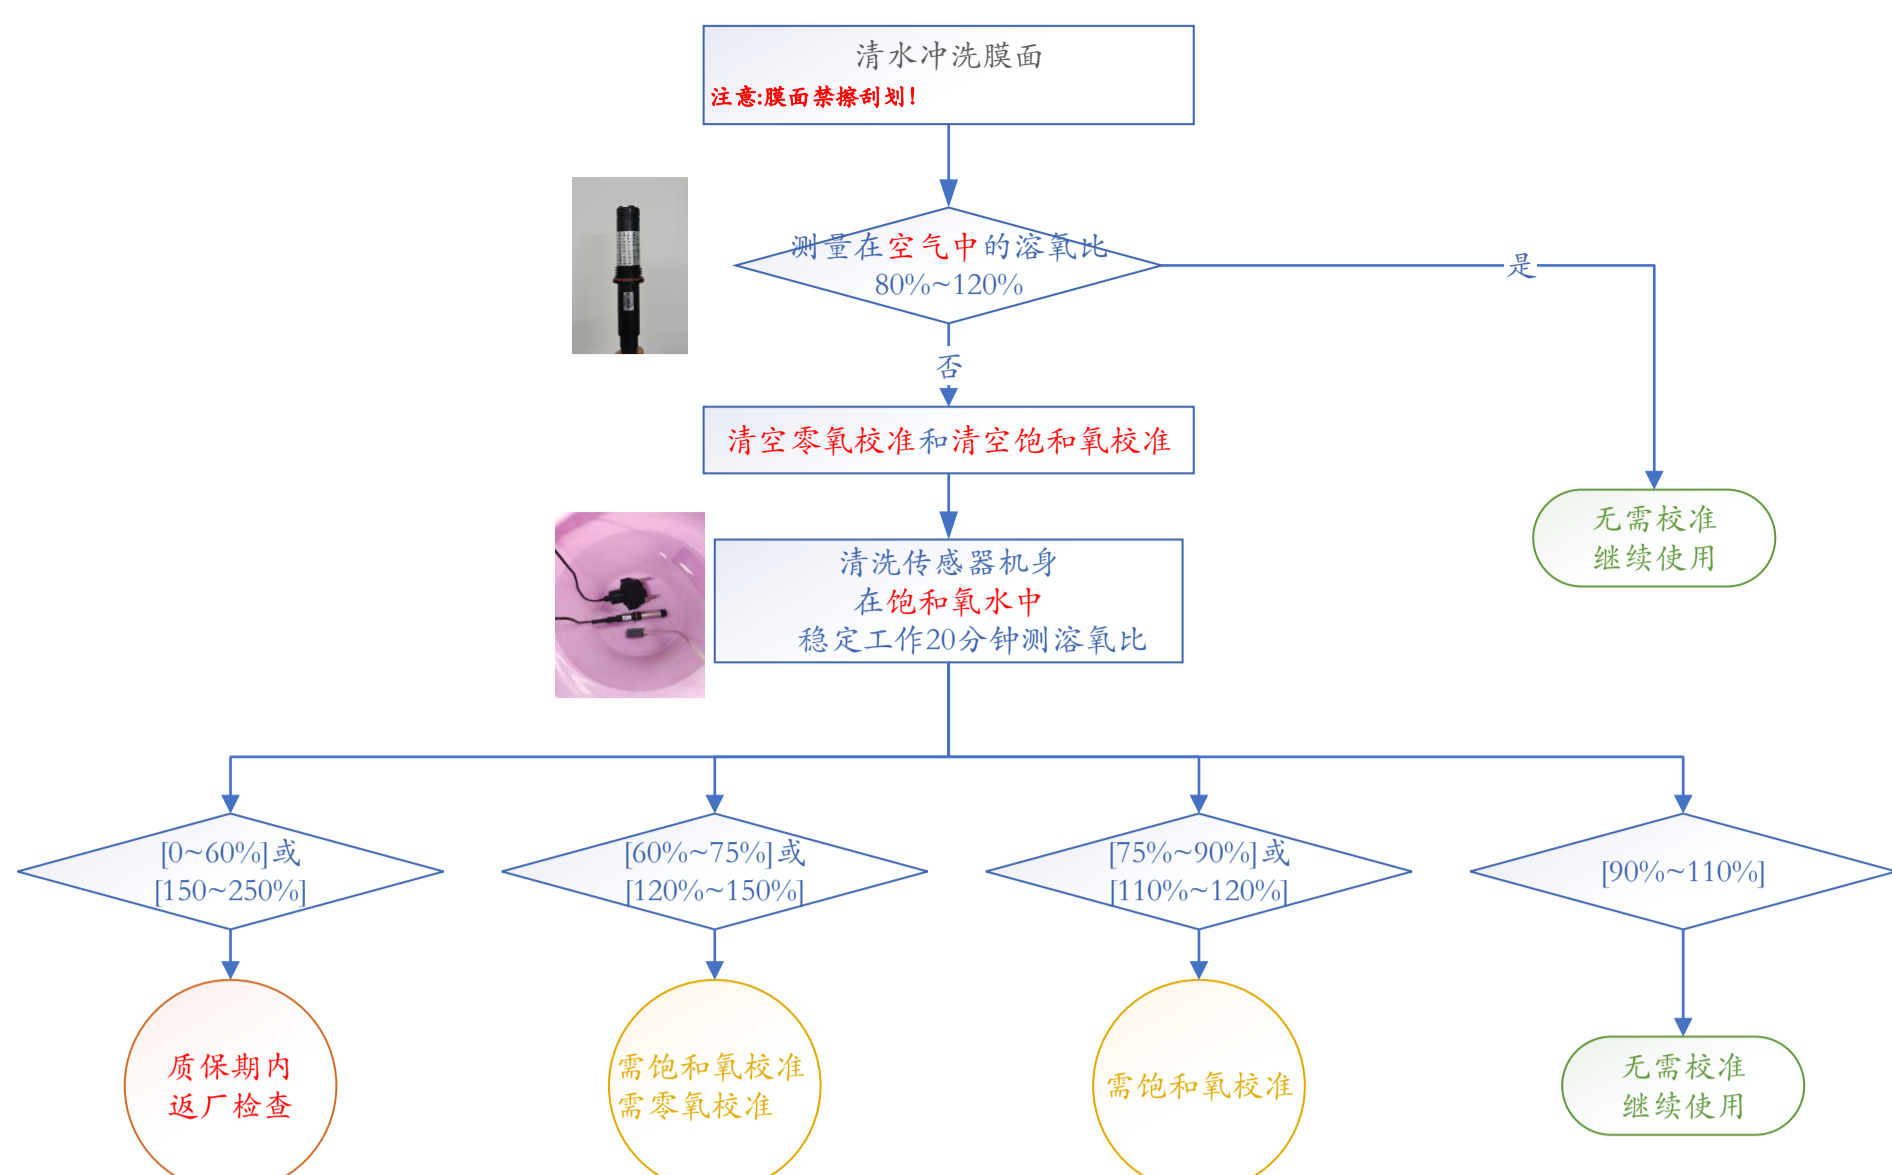 清水冲洗膜面
注意:膜面禁擦刮划!
测量在空气中的溶氧比
80%~120%
是
否
清空零氧校准和清空饱和氧校准
无需校准
继续使用
清洗传感器机身
在饱和氧水中
稳定工作20分钟测溶氧比
[0~60%]或
[150~250%]
[60%~75%]或
[120%~150%]
[75%~90%]或
[110%~120%]
[90%~110%]
质保期内
返厂检查
需饱和氧校准
需零氧校准
需饱和氧校准
无需校准
继续使用